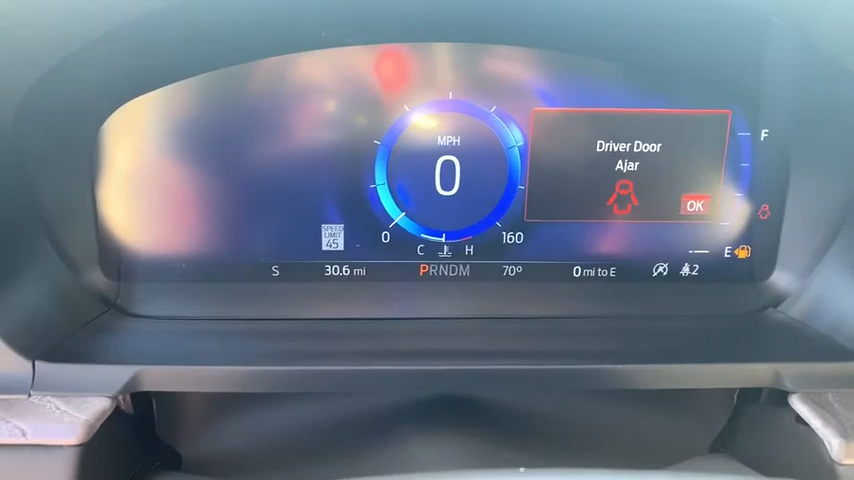 MPH
0
0
160
C
H
SPEED
LIMIT
45
Driver Door
Ajar
OK
F
E
S
30.6 mi
PRNDM
70°
0 mi to E
2